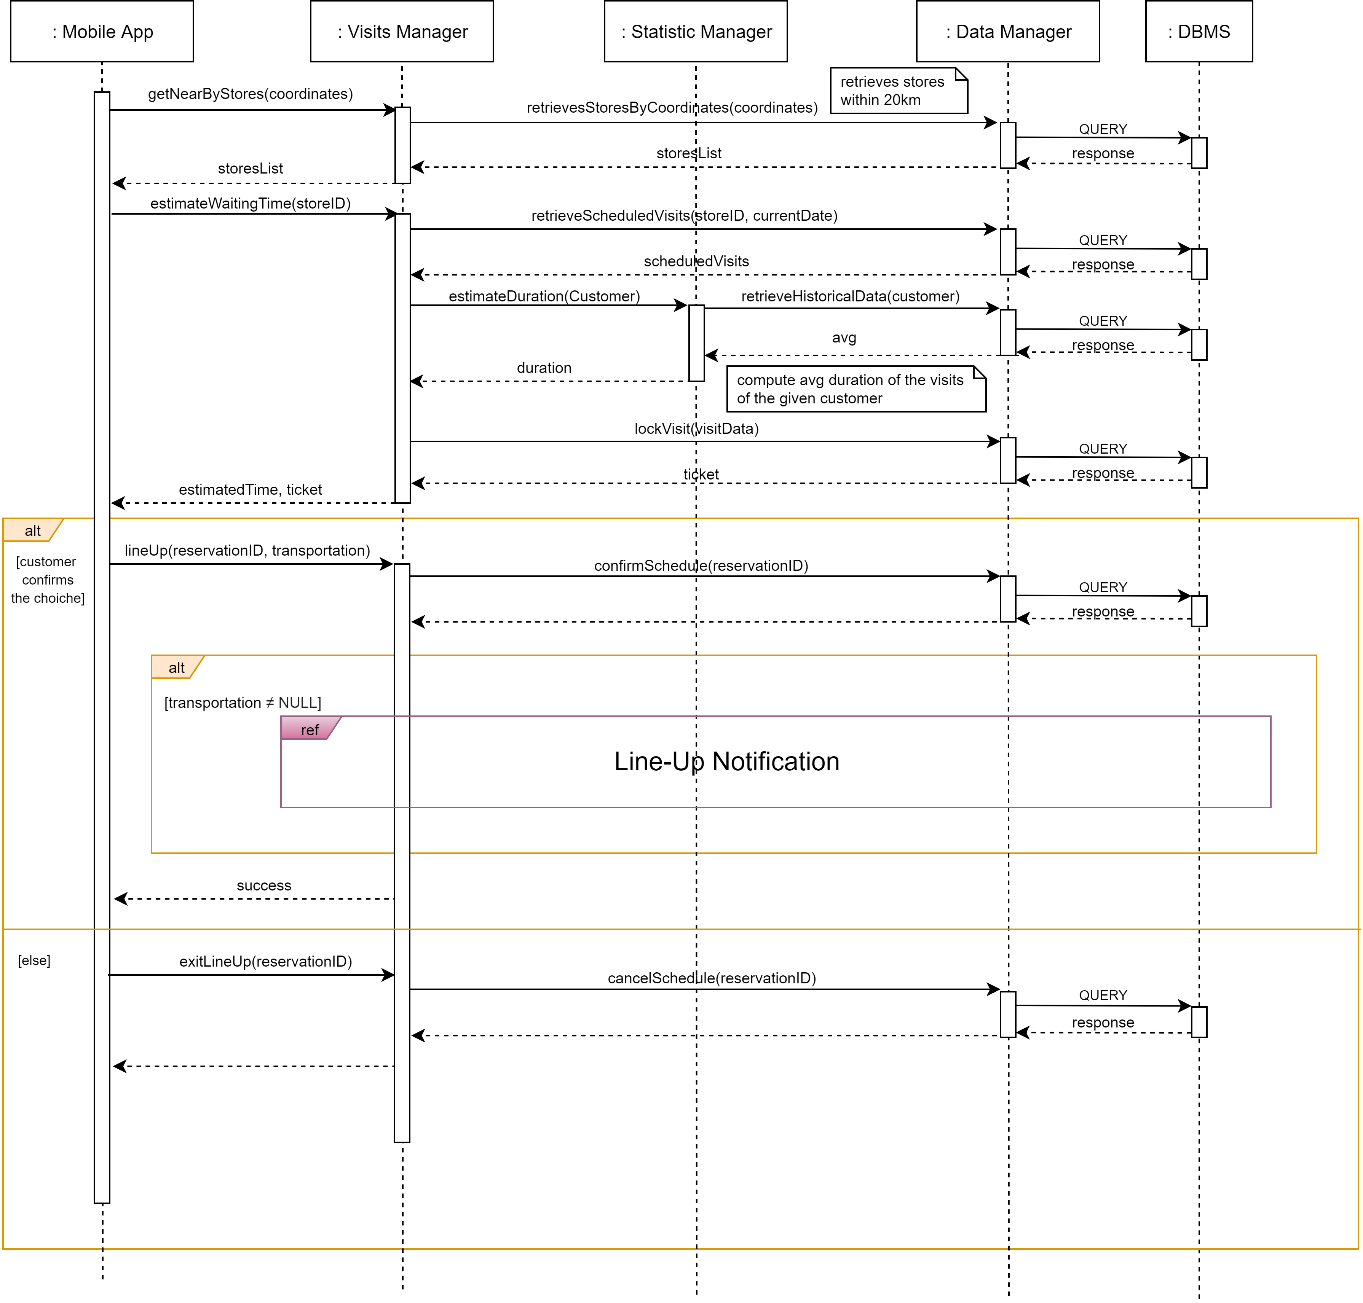 : Mobile App
: Visits Manager
: Statistic Manager
: Data Manager
: DBMS
retrieves stores
within 20km
getNearByStores(coordinates)
retrievesStoresByCoordinates(coordinates)
QUERY
storesList
response
storesList
estimateWaitingTime(storeID)
retrieveScheduledVisits(storeID, currentDate)
QUERY
scheduledVisits
response
estimateDuration(Customer)
retrieveHistoricalData(customer)
QUERY
avg
response
duration
compute avg duration of the visits
of the given customer
lockVisit(visitData)
QUERY
ticket
response
estimatedTime, ticket
alt
[customer
confirms
the choiche]
lineUp(reservationID, transportation)
confirmSchedule(reservationID)
QUERY
response
alt
[transportation ≠ NULL]
ref
Line-Up Notification
success
[else]
exitLineUp(reservationID)
cancelSchedule(reservationID)
QUERY
response